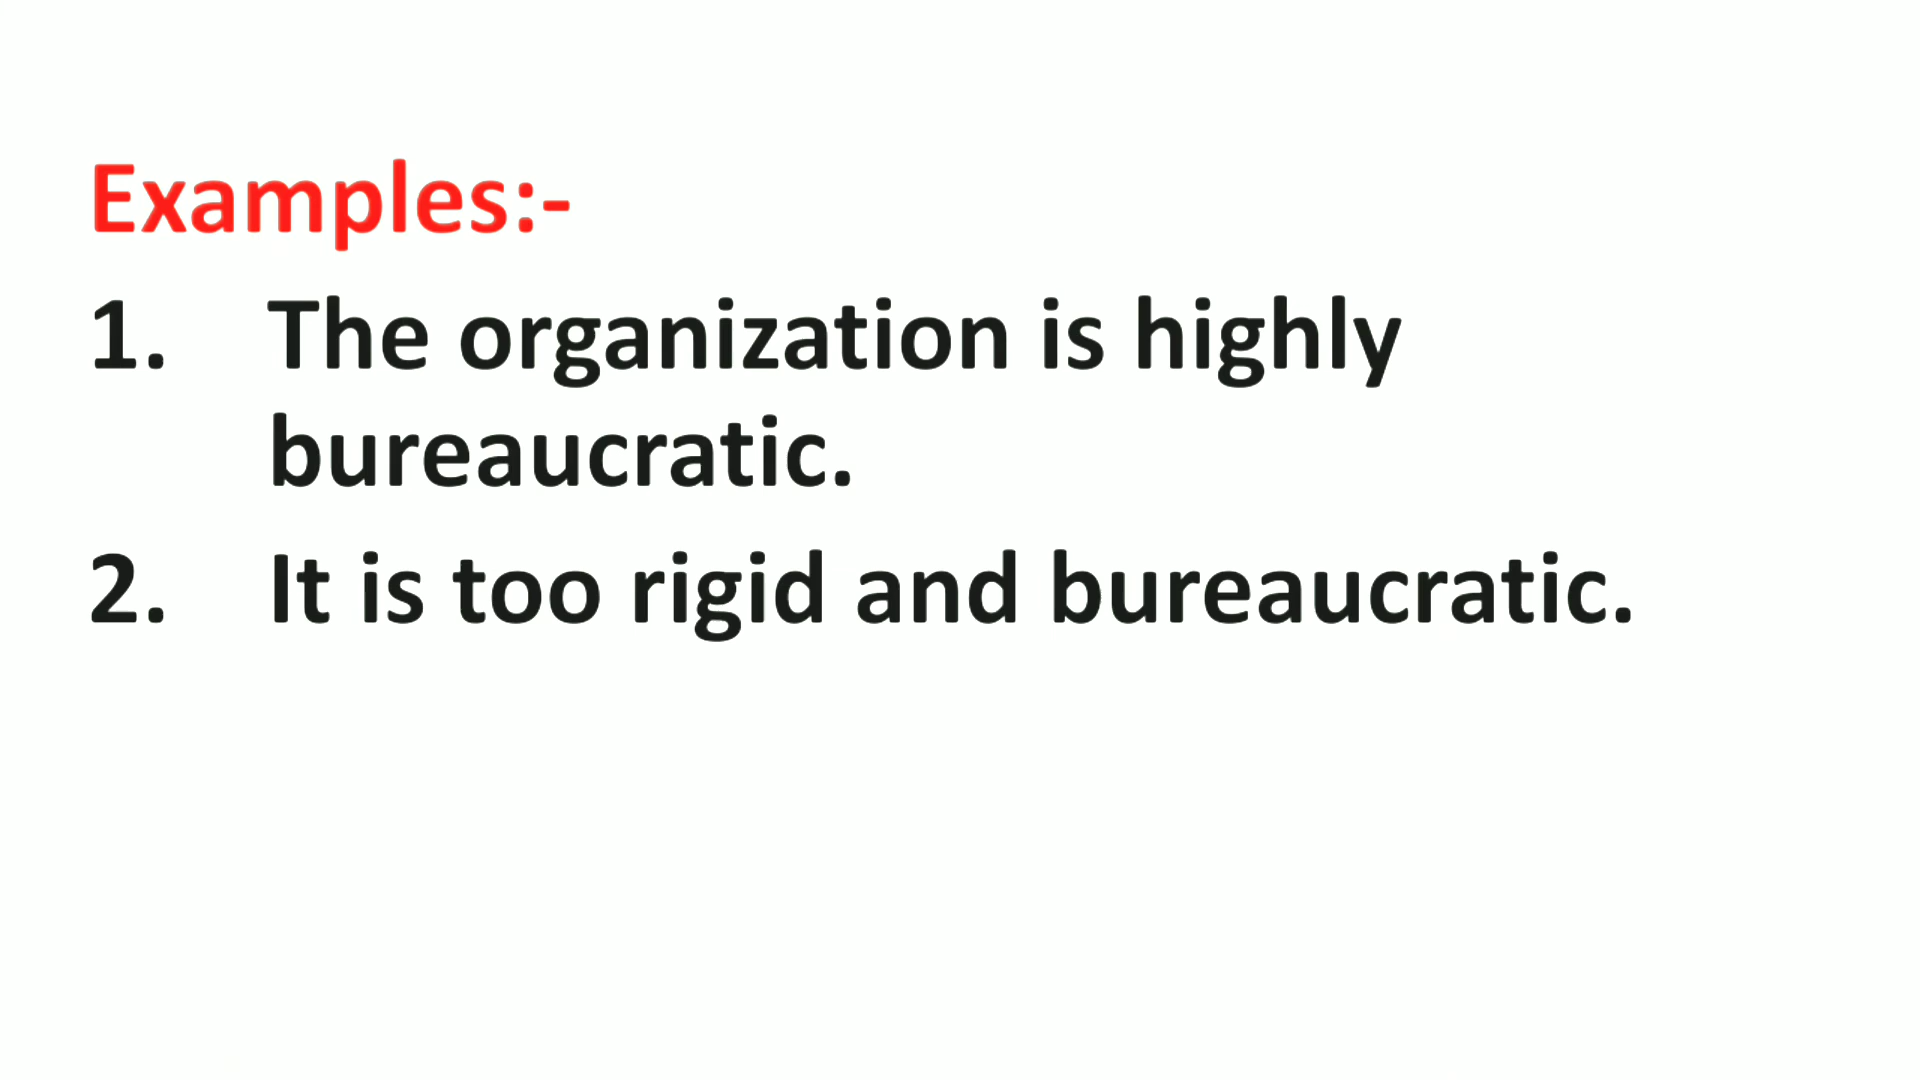 Examples:-
1. The organization is highly
bureaucratic.
2. It is too rigid and bureaucratic.